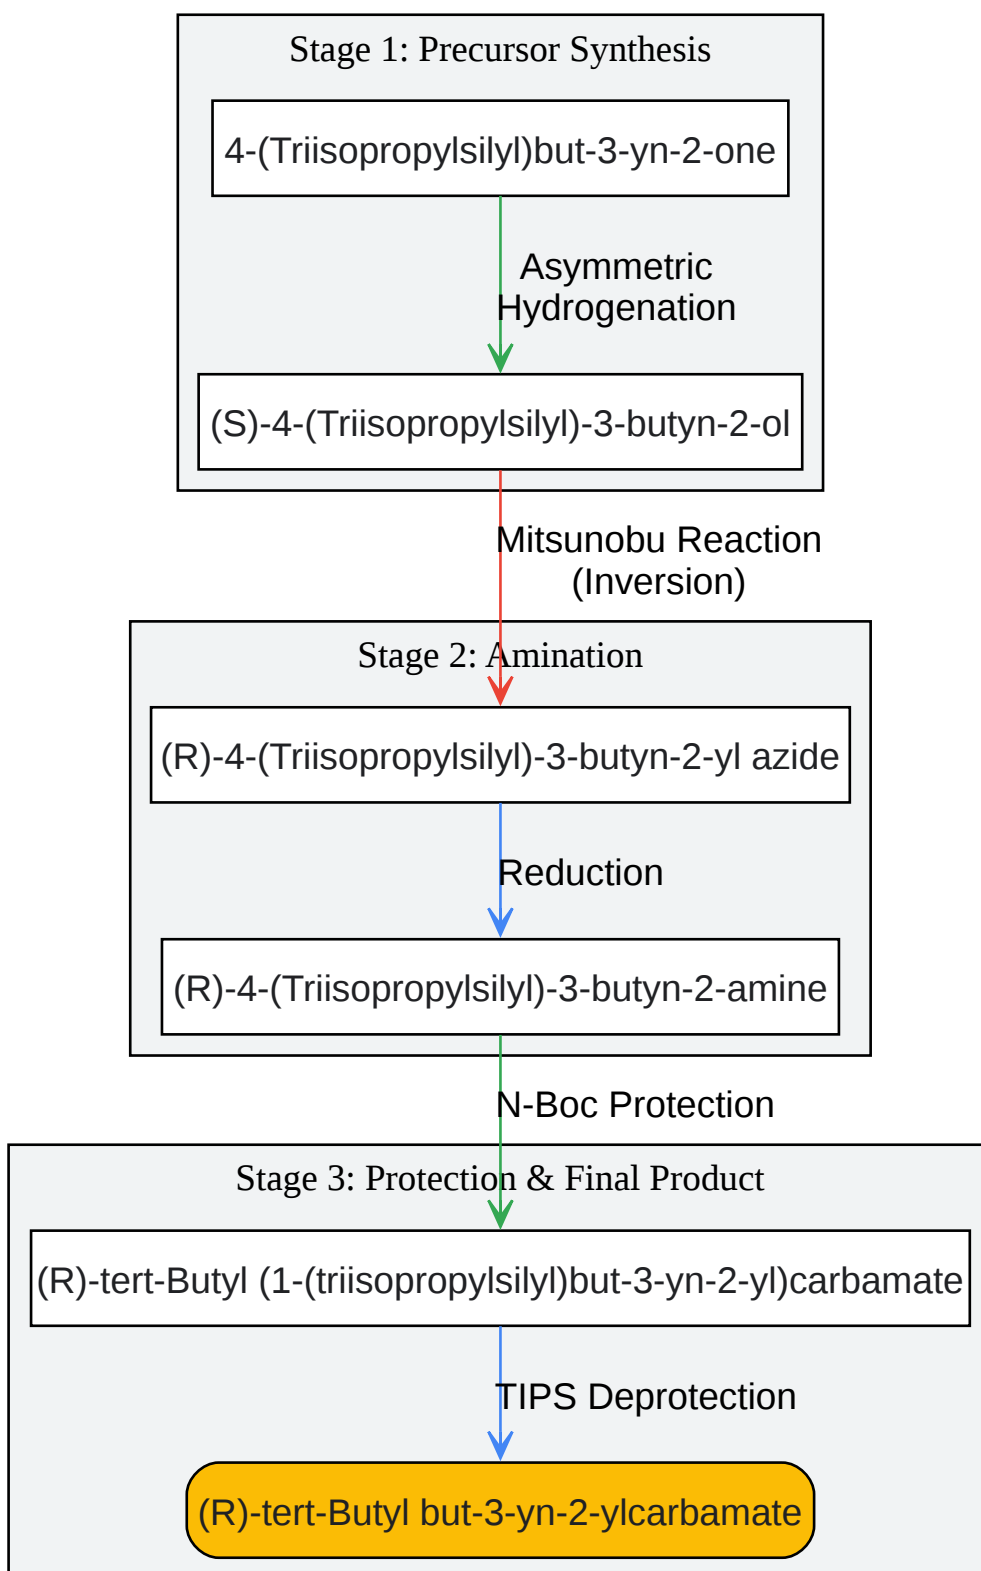 Stage 1: Precursor Synthesis
4-(Triisopropylsilyl)but-3-yn-2-one
Asymmetric
Hydrogenation
(S)-4-(Triisopropylsilyl)-3-butyn-2-ol
Mitsunobu Reaction
(Inversion)
Stage 2: Amination
(R)-4-(Triisopropylsilyl)-3-butyn-2-yl azide
Reduction
(R)-4-(Triisopropylsilyl)-3-butyn-2-amine
N-Boc Protection
Stage 3: Protection & Final Product
(R)-tert-Butyl (1-(triisopropylsilyl)but-3-yn-2-yl)carbamate
TIPS Deprotection
(R)-tert-Butyl but-3-yn-2-ylcarbamate